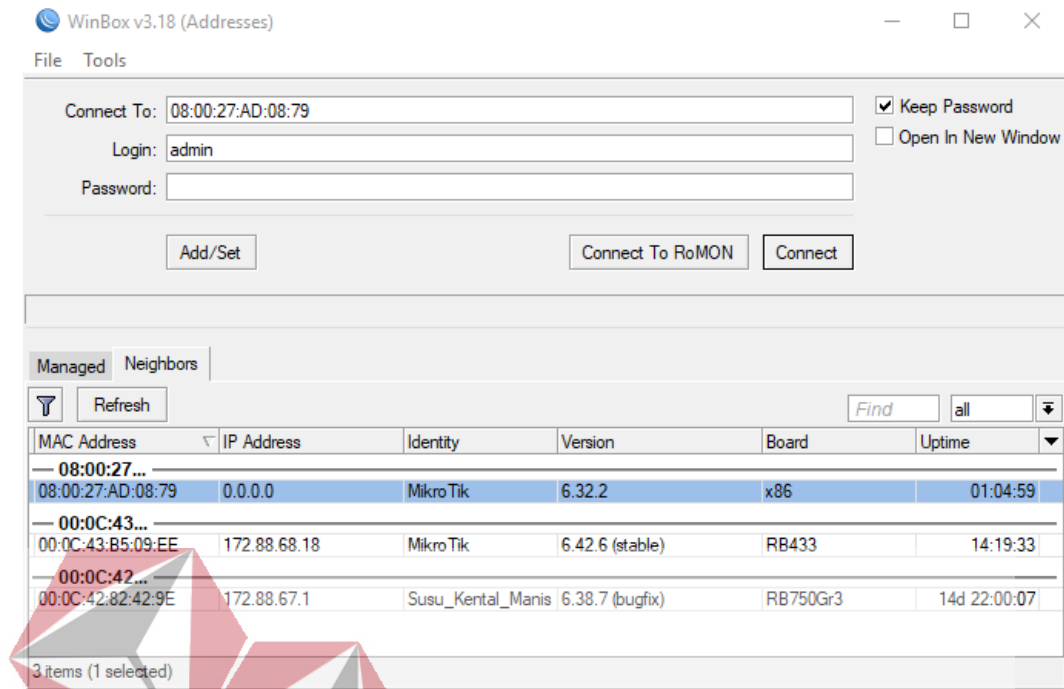 WinBox v3.18 (Addresses)
File Tools
Connect To: 08:00:27:AD:08:79 Keep Password
Login: admin Open In New Window
Password:
Add/Set Connect To RoMON Connect
Managed Neighbors
Refresh Find all
MAC Address IP Address Identity Version Board Uptime
08:00:27...
08:00:27:AD:08:79 0.0.0.0 MikroTik 6.32.2 x86 01:04:59
00:0C:43...
00:0C:43:B5:09:EE 172.88.68.18 MikroTik 6.42.6 (stable) RB433 14:19:33
00:0C:42...
00:0C:42:82:42:9E 172.88.67.1 Susu_Kental_Manis 6.38.7 (bugfix) RB750Gr3 14d 22:00:07
3 items (1 selected)